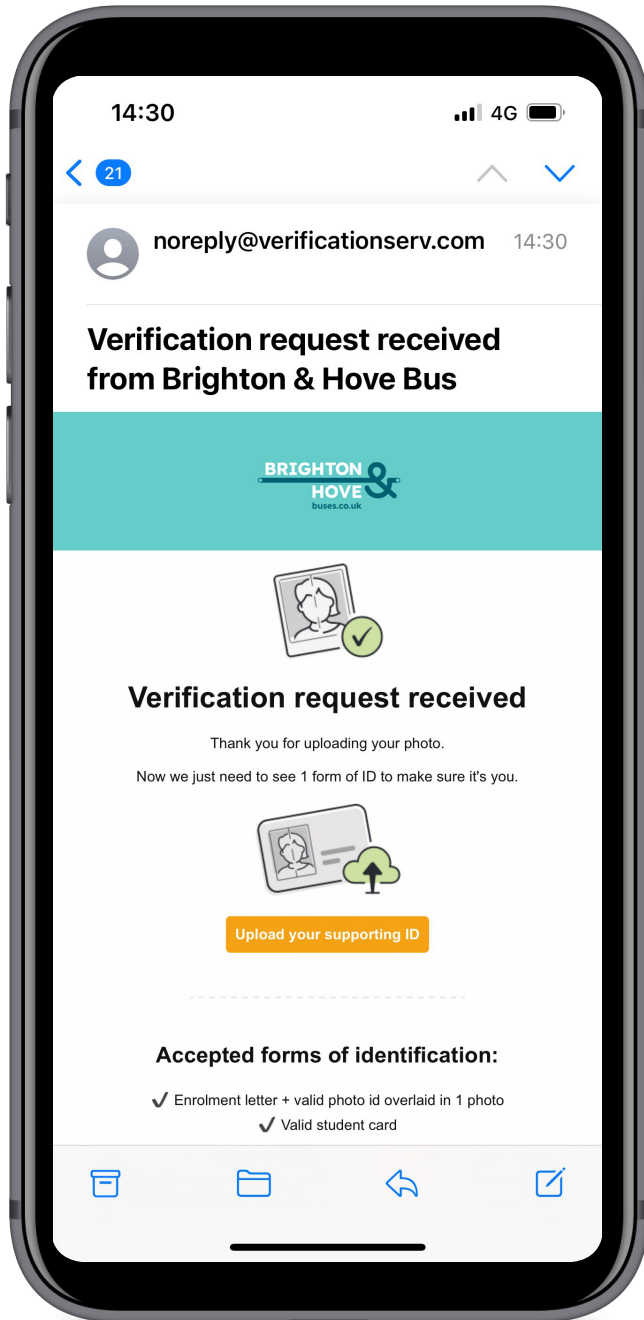 14:30
4G
21
noreply@verificationserv.com 14:30
Verification request received
from Brighton & Hove Bus
BRIGHTON &
HOVE
buses.co.uk
Verification request received
Thank you for uploading your photo.
Now we just need to see 1 form of ID to make sure it's you.
Upload your supporting ID
Accepted forms of identification:
✓ Enrolment letter + valid photo id overlaid in 1 photo
✓ Valid student card